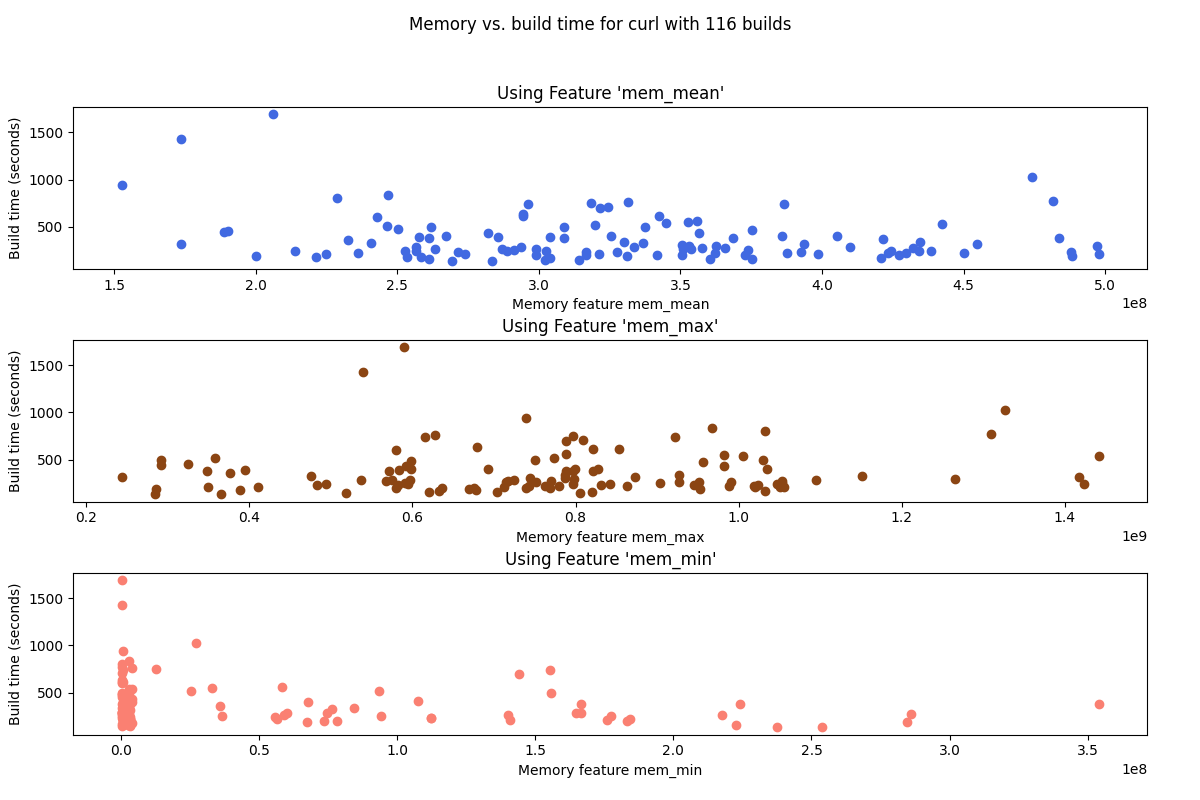 Memory vs. build time for curl with 116 builds
Using Feature 'mem_mean'
Build time (seconds)
1500
1000
500
1.5 2.0 2.5 3.0 3.5 4.0 4.5 5.0
1e8
Memory feature mem_mean
Using Feature 'mem_max'
Build time (seconds)
1500
1000
500
0.2 0.4 0.6 0.8 1.0 1.2 1.4
1e9
Memory feature mem_max
Using Feature 'mem_min'
Build time (seconds)
1500
1000
500
0.0 0.5 1.0 1.5 2.0 2.5 3.0 3.5
1e8
Memory feature mem_min